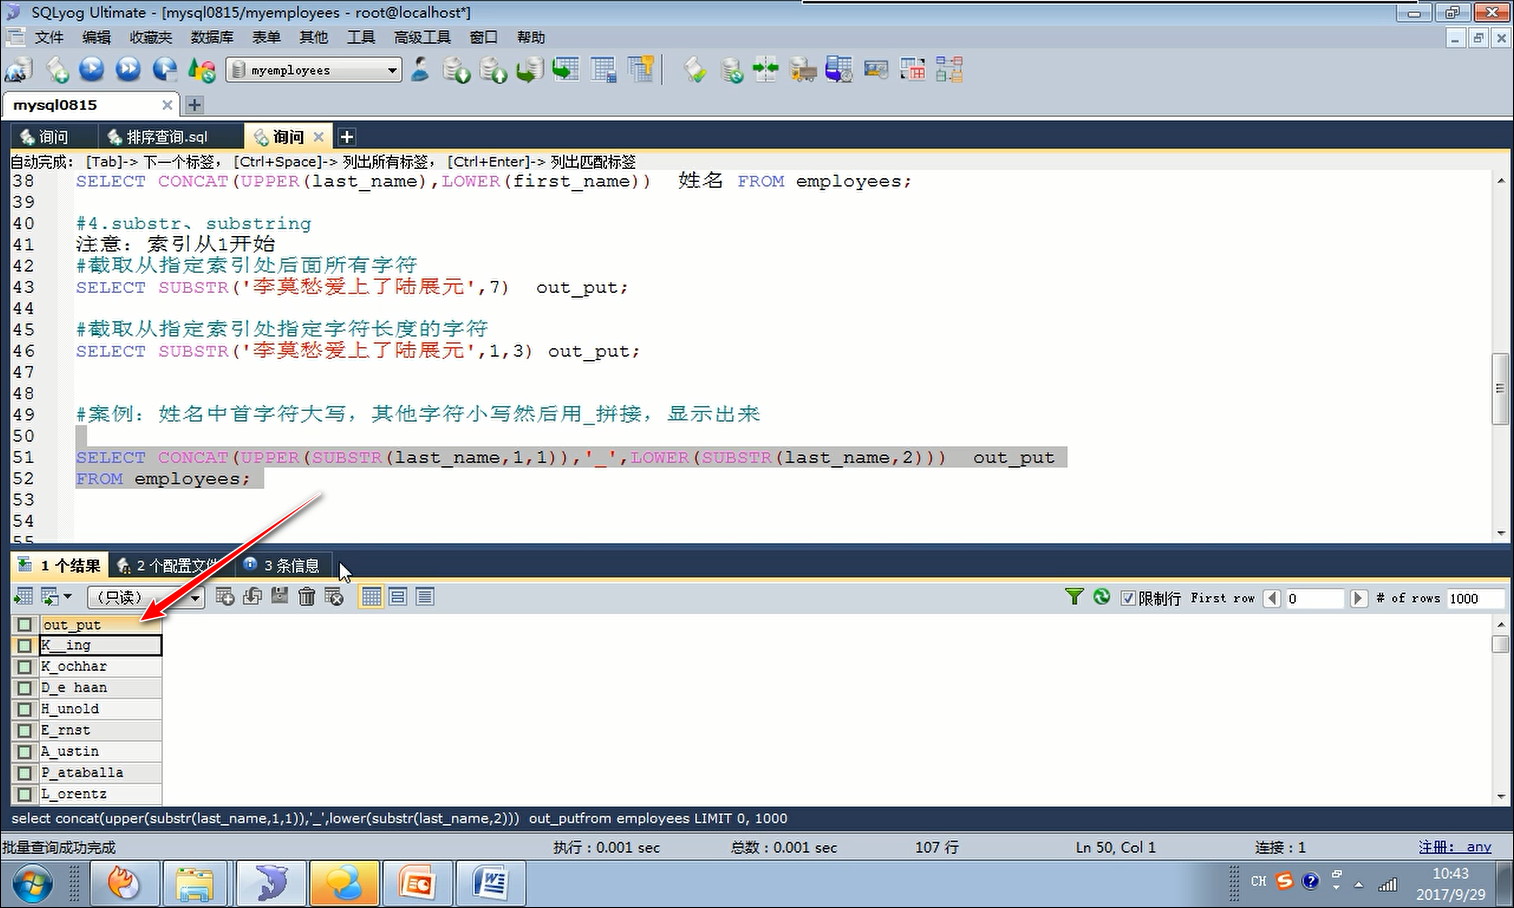 SQLyog Ultimate - [mysql0815/myemployees - root@localhost*]
文件 编辑 收藏夹 数据库 表单 其他 工具 高级工具 窗口 帮助
myemployees
mysql0815
询问 排序查询.sql 询问
自动完成: [Tab]-> 下一个标签, [Ctrl+Space]-> 列出所有标签, [Ctrl+Enter]-> 列出匹配标签
38 SELECT CONCAT(UPPER(last_name),LOWER(first_name)) 姓名 FROM employees;
39
40 #4.substr、substring
41 注意: 索引从1开始
42 #截取从指定索引处后面所有字符
43 SELECT SUBSTR('李莫愁爱上了陆展元',7) out_put;
44
45 #截取从指定索引处指定字符长度的字符
46 SELECT SUBSTR('李莫愁爱上了陆展元',1,3) out_put;
47
48
49 #案例: 姓名中首字符大写, 其他字符小写然后用_拼接, 显示出来
50
51 SELECT CONCAT(UPPER(SUBSTR(last_name,1,1)),'_',LOWER(SUBSTR(last_name,2))) out_put
52 FROM employees;
53
54
55
1 个结果 2 个配置文件 3 条信息
(只读) 限制行 First row 0 # of rows 1000
out_put
K__ing
K_ochhar
D_e haan
H_unold
E_rnst
A_ustin
P_ataballa
L_orentz
select concat(upper(substr(last_name,1,1)),'_',lower(substr(last_name,2))) out_putfrom employees LIMIT 0, 1000
批量查询成功完成 执行 : 0.001 sec 总数 : 0.001 sec 107 行 Ln 50, Col 1 连接 : 1 注册: any
CH 10:43
2017/9/29